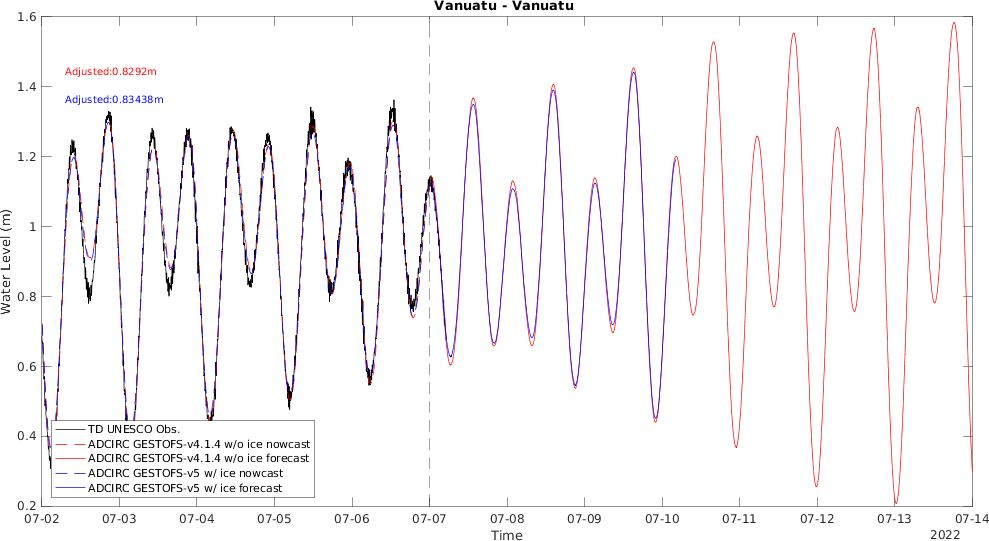 Vanuatu - Vanuatu
1.6
1.4
1.2
1
0.8
0.6
0.4
0.2
Water Level (m)
Adjusted:0.8292m
Adjusted:0.83438m
TD UNESCO Obs.
ADCIRC GESTOFS-v4.1.4 w/o ice nowcast
ADCIRC GESTOFS-v4.1.4 w/o ice forecast
ADCIRC GESTOFS-v5 w/ ice nowcast
ADCIRC GESTOFS-v5 w/ ice forecast
07-02 07-03 07-04 07-05 07-06 07-07 07-08 07-09 07-10 07-11 07-12 07-13 07-14
Time
2022